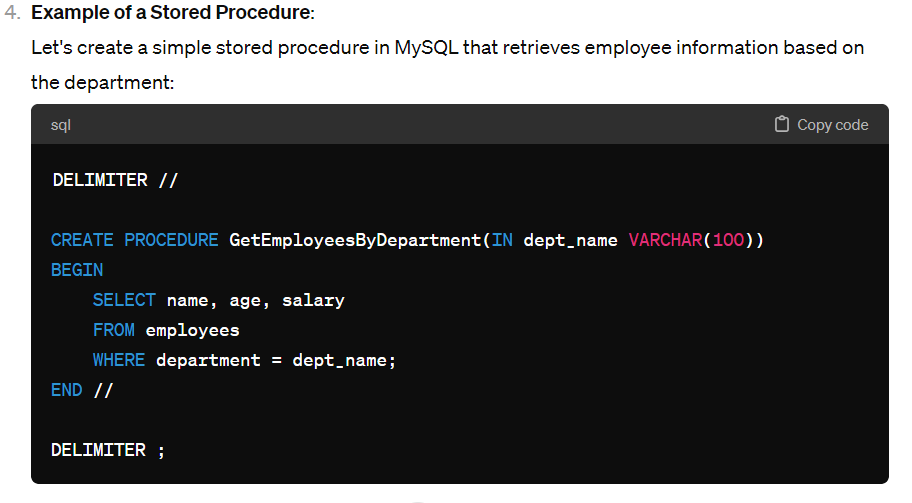 4. Example of a Stored Procedure:
Let's create a simple stored procedure in MySQL that retrieves employee information based on
the department:
sql Copy code
DELIMITER //
CREATE PROCEDURE GetEmployeesByDepartment(IN dept_name VARCHAR(100))
BEGIN
    SELECT name, age, salary
    FROM employees
    WHERE department = dept_name;
END //
DELIMITER ;